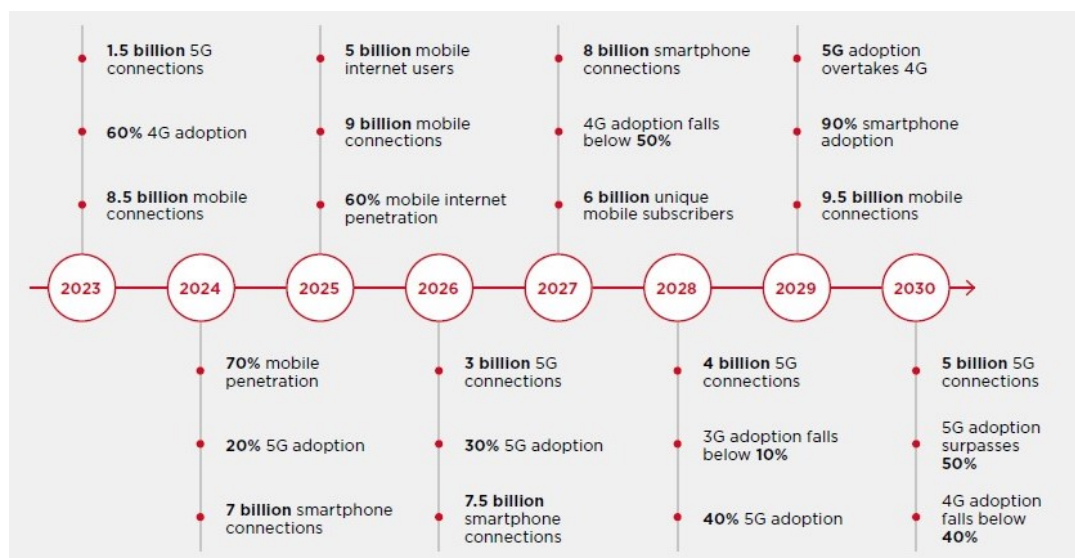 1.5 billion 5G
connections
60% 4G adoption
8.5 billion mobile
connections
5 billion mobile
internet users
9 billion mobile
connections
60% mobile internet
penetration
8 billion smartphone
connections
4G adoption falls
below 50%
6 billion unique
mobile subscribers
5G adoption
overtakes 4G
90% smartphone
adoption
9.5 billion mobile
connections
2023
2024
2025
2026
2027
2028
2029
2030
70% mobile
penetration
20% 5G adoption
7 billion smartphone
connections
3 billion 5G
connections
30% 5G adoption
7.5 billion
smartphone
connections
4 billion 5G
connections
3G adoption falls
below 10%
40% 5G adoption
5 billion 5G
connections
5G adoption
surpasses
50%
4G adoption
falls below
40%